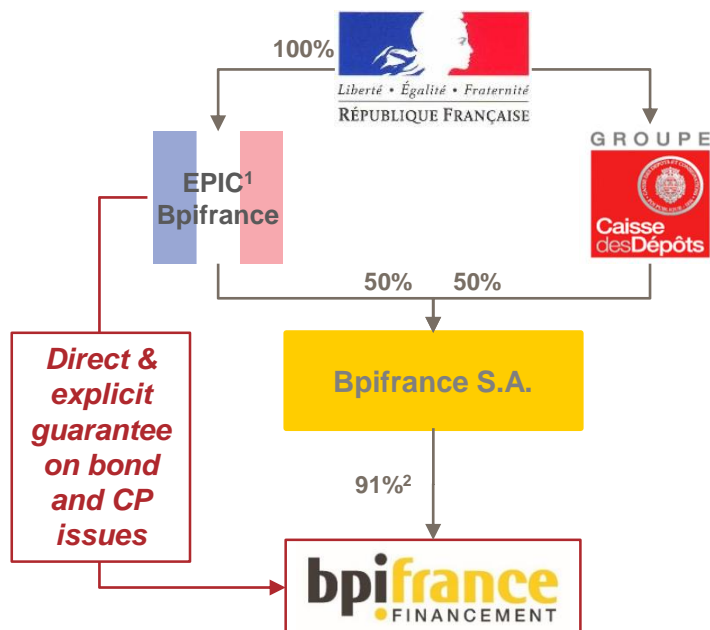 100%
Liberté • Égalité • Fraternité
RÉPUBLIQUE FRANÇAISE
GROUPE
EPIC¹
Bpifrance
Caisse
desDépôts
50%
50%
Direct &
explicit
guarantee
on bond
and CP
issues
Bpifrance S.A.
91%²
bpifrance
FINANCEMENT